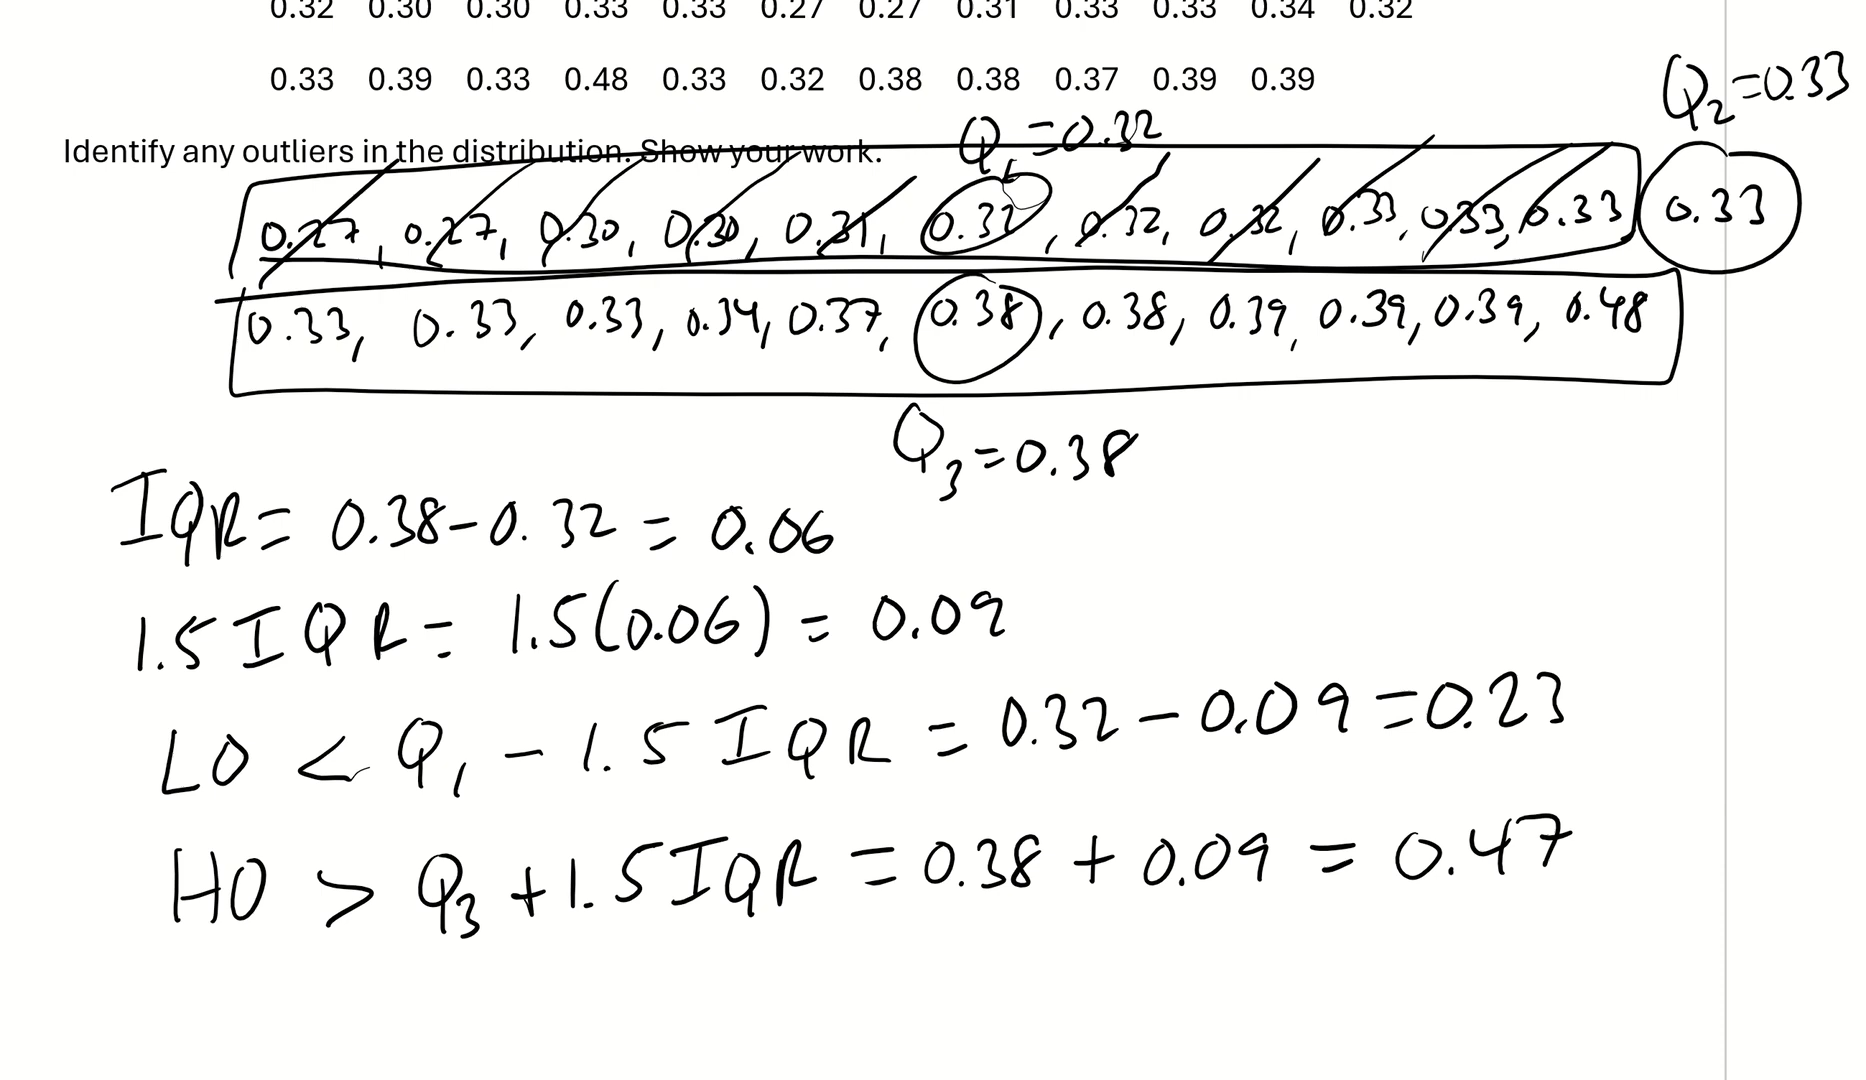 0.32 0.30 0.30 0.33 0.33 0.27 0.27 0.31 0.33 0.33 0.34 0.32
0.33 0.39 0.33 0.48 0.33 0.32 0.38 0.38 0.37 0.39 0.39
Q2=0.33
Identify any outliers in the distribution. Show your work.
Q=0.32
0.27, 0.27, 0.30, 0.30, 0.31, 0.32, 0.32, 0.32, 0.33, 0.33, 0.33 0.33
0.33, 0.33, 0.33, 0.34, 0.37, 0.38, 0.38, 0.39, 0.39, 0.39, 0.48
Q3=0.38
IQR= 0.38-0.32 = 0.06
1.5IQR= 1.5(0.06) = 0.09
LO < Q1 - 1.5IQR = 0.32-0.09=0.23
HO > Q3 +1.5IQR = 0.38 + 0.09 = 0.47